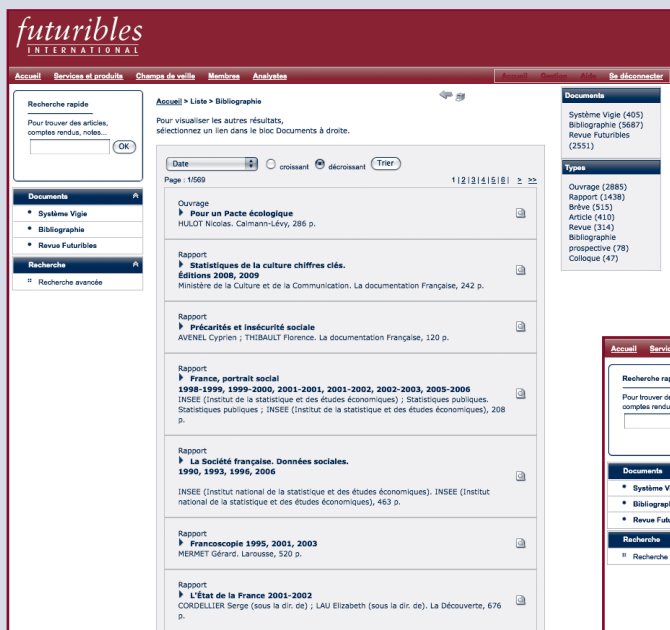 futuribles
INTERNATIONAL
Accueil Services et produits Champs de veille Membres Analystes Accueil Gestion Aide Se déconnecter
Recherche rapide
Pour trouver des articles,
comptes rendus, notes...
OK
Documents
Système Vigie
Bibliographie
Revue Futuribles
Recherche
Recherche avancée
Accueil > Liste > Bibliographie
Pour visualiser les autres résultats,
sélectionnez un lien dans le bloc Documents à droite.
Date croissant décroissant Trier
Page : 1/569 1 | 2 | 3 | 4 | 5 | 6 | > >>
Ouvrage
Pour un Pacte écologique
HULOT Nicolas. Calmann-Lévy, 286 p.
Rapport
Statistiques de la culture chiffres clés.
Éditions 2008, 2009
Ministère de la Culture et de la Communication. La documentation Française, 242 p.
Rapport
Précarités et insécurité sociale
AVENEL Cyprien ; THIBAULT Florence. La documentation Française, 120 p.
Rapport
France, portrait social
1998-1999, 1999-2000, 2001-2001, 2001-2002, 2002-2003, 2005-2006
INSEE (Institut de la statistique et des études économiques) ; Statistiques publiques.
Statistiques publiques ; INSEE (Institut de la statistique et des études économiques), 208
p.
Rapport
La Société française. Données sociales.
1990, 1993, 1996, 2006
INSEE (Institut national de la statistique et des études économiques). INSEE (Institut
national de la statistique et des études économiques), 463 p.
Rapport
Francoscopie 1995, 2001, 2003
MERMET Gérard. Larousse, 520 p.
Rapport
L'État de la France 2001-2002
CORDELLIER Serge (sous la dir. de) ; LAU Elizabeth (sous la dir. de). La Découverte, 676
p.
Documents
Système Vigie (405)
Bibliographie (5687)
Revue Futuribles
(2551)
Types
Ouvrage (2885)
Rapport (1438)
Brève (515)
Article (410)
Revue (314)
Bibliographie
prospective (78)
Colloque (47)
Accueil Servic
Recherche rap
Pour trouver de
comptes rendu
Documents
Système V
Bibliograph
Revue Futu
Recherche
Recherche